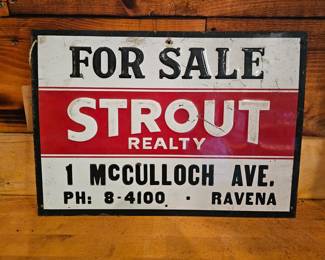 FOR SALE
STROUT
REALTY
1 McCULLOCH AVE.
PH: 8-4100 · RAVENA